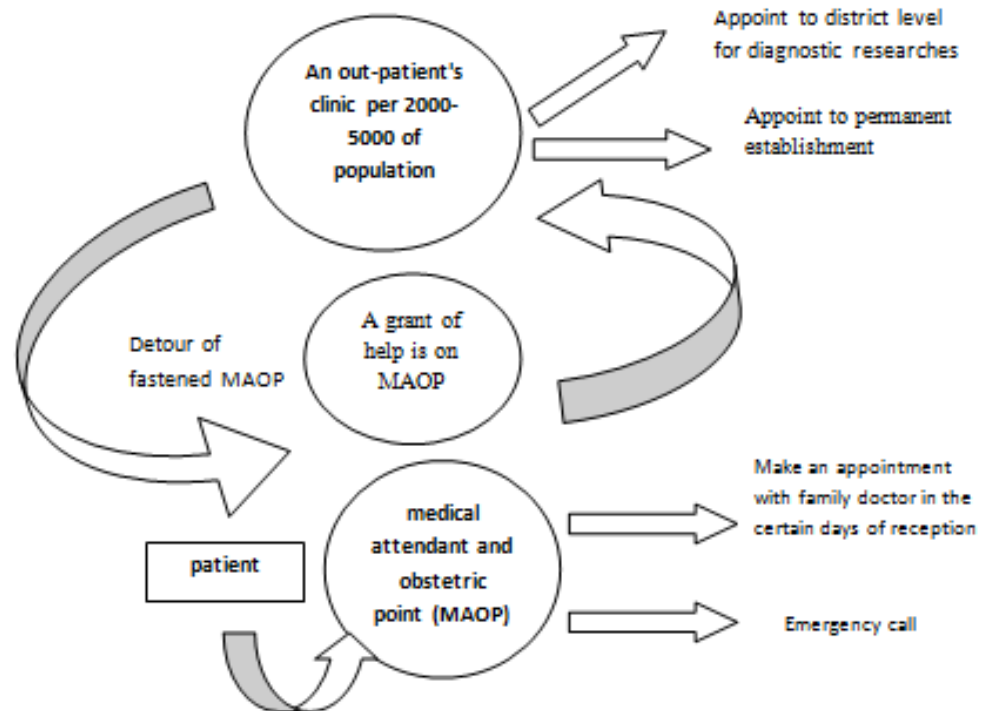 Appoint to district level
for diagnostic researches
An out-patient's
clinic per 2000-
5000 of
population
Appoint to permanent
establishment
Detour of
fastened MAOP
A grant of
help is on
MAOP
Make an appointment
with family doctor in the
certain days of reception
medical
attendant and
obstetric
point (MAOP)
patient
Emergency call